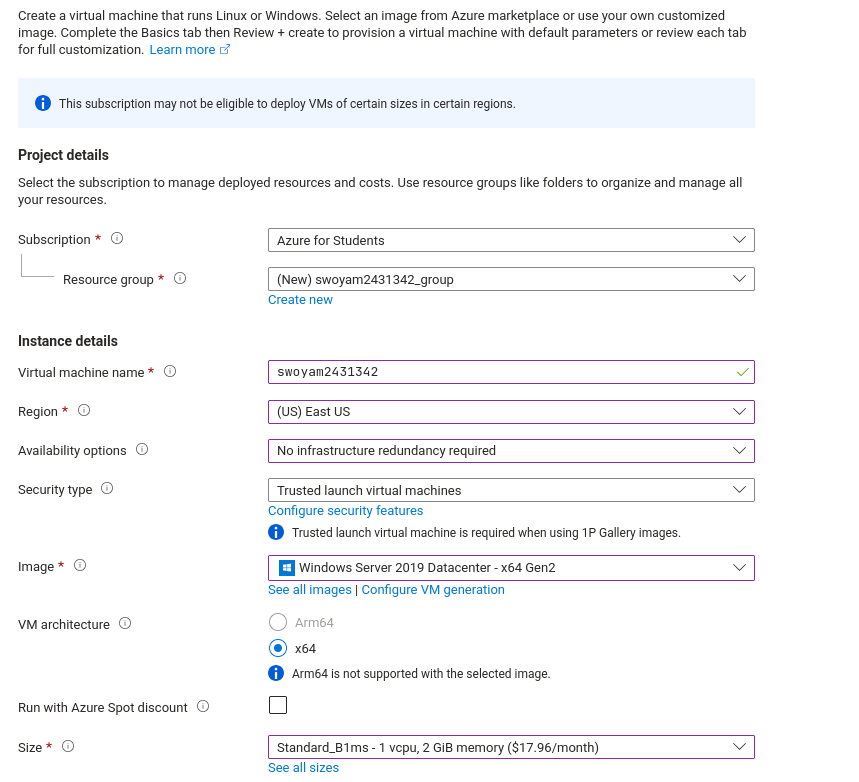 Create a virtual machine that runs Linux or Windows. Select an image from Azure marketplace or use your own customized
image. Complete the Basics tab then Review + create to provision a virtual machine with default parameters or review each tab
for full customization. Learn more
This subscription may not be eligible to deploy VMs of certain sizes in certain regions.
Project details
Select the subscription to manage deployed resources and costs. Use resource groups like folders to organize and manage all
your resources.
Subscription *
Azure for Students
Resource group *
(New) swoyam2431342_group
Create new
Instance details
Virtual machine name *
swoyam2431342
Region *
(US) East US
Availability options
No infrastructure redundancy required
Security type
Trusted launch virtual machines
Configure security features
Trusted launch virtual machine is required when using 1P Gallery images.
Image *
Windows Server 2019 Datacenter - x64 Gen2
See all images | Configure VM generation
VM architecture
Arm64
x64
Arm64 is not supported with the selected image.
Run with Azure Spot discount
Size *
Standard_B1ms - 1 vcpu, 2 GiB memory ($17.96/month)
See all sizes